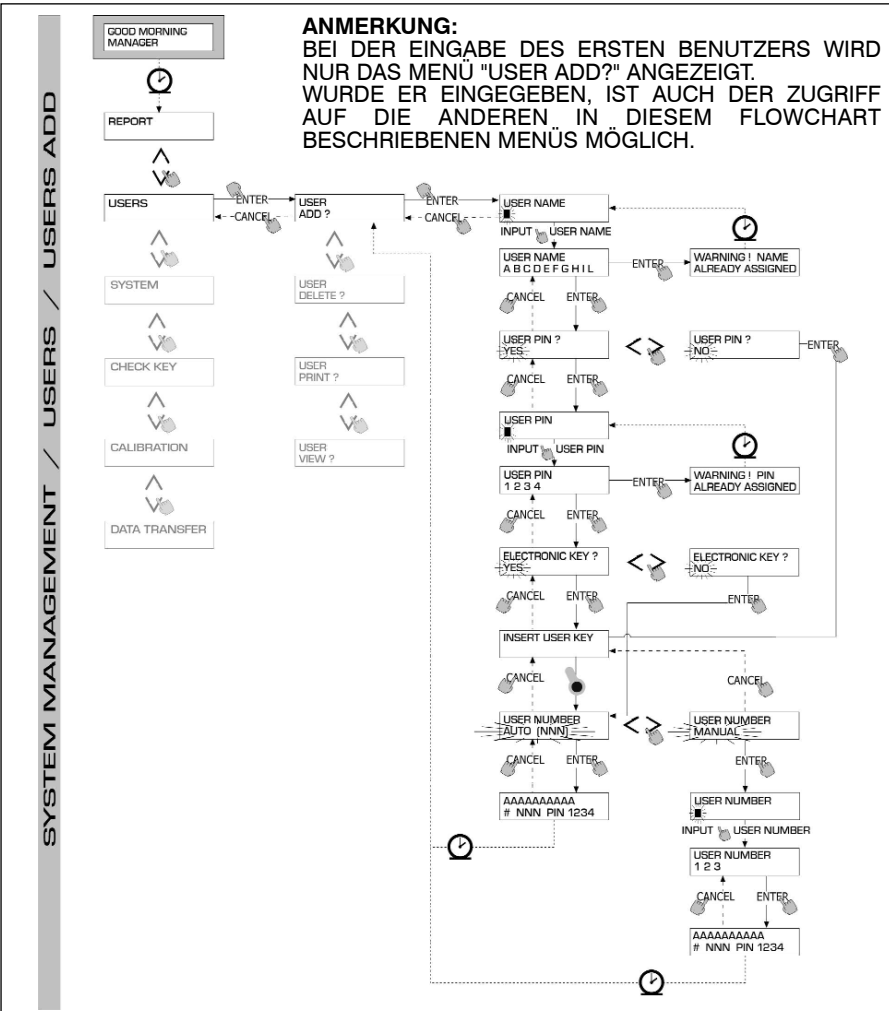 SYSTEM MANAGEMENT / USERS / USERS ADD
GOOD MORNING
MANAGER
ANMERKUNG:
BEI DER EINGABE DES ERSTEN BENUTZERS WIRD
NUR DAS MENÜ "USER ADD?" ANGEZEIGT.
WURDE ER EINGEGEBEN, IST AUCH DER ZUGRIFF
AUF DIE ANDEREN IN DIESEM FLOWCHART
BESCHRIEBENEN MENÜS MÖGLICH.
REPORT
USERS
ENTER
CANCEL
USER
ADD ?
ENTER
CANCEL
USER NAME
INPUT USER NAME
SYSTEM
USER
DELETE ?
USER NAME
A B C D E F G H I L
ENTER
WARNING ! NAME
ALREADY ASSIGNED
CANCEL ENTER
CHECK KEY
USER
PRINT ?
USER PIN ?
YES
< >
USER PIN ?
NO
ENTER
CANCEL ENTER
CALIBRATION
USER
VIEW ?
USER PIN
INPUT USER PIN
DATA TRANSFER
USER PIN
1 2 3 4
ENTER
WARNING ! PIN
ALREADY ASSIGNED
CANCEL ENTER
ELECTRONIC KEY ?
YES
< >
ELECTRONIC KEY ?
NO
CANCEL ENTER
ENTER
INSERT USER KEY
CANCEL
CANCEL
USER NUMBER
AUTO (NNN)
< >
USER NUMBER
MANUAL
CANCEL ENTER
ENTER
AAAAAAAAAA
# NNN PIN 1234
USER NUMBER
INPUT USER NUMBER
USER NUMBER
1 2 3
CANCEL ENTER
AAAAAAAAAA
# NNN PIN 1234